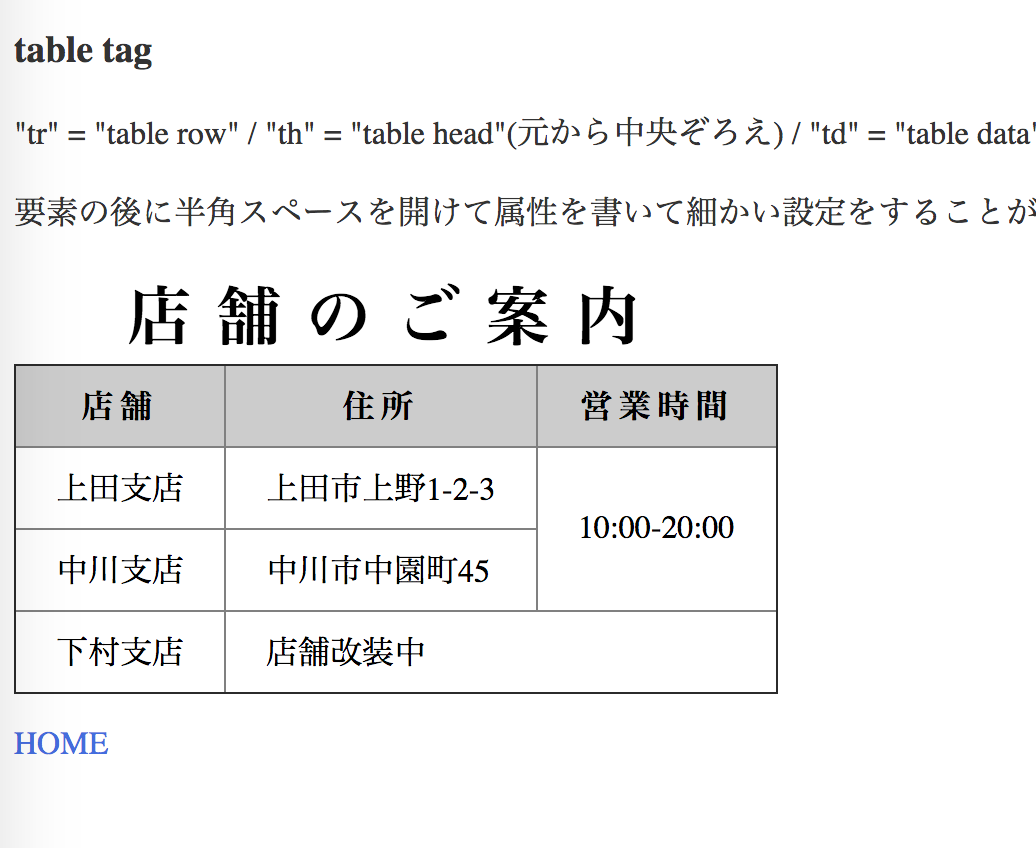 table tag
"tr" = "table row" / "th" = "table head"(元から中央ぞろえ) / "td" = "table data"
要素の後に半角スペースを開けて属性を書いて細かい設定をすることが
店舗のご案内
店舗 住所 営業時間
上田支店 上田市上野1-2-3
10:00-20:00
中川支店 中川市中園町45
下村支店 店舗改装中
HOME